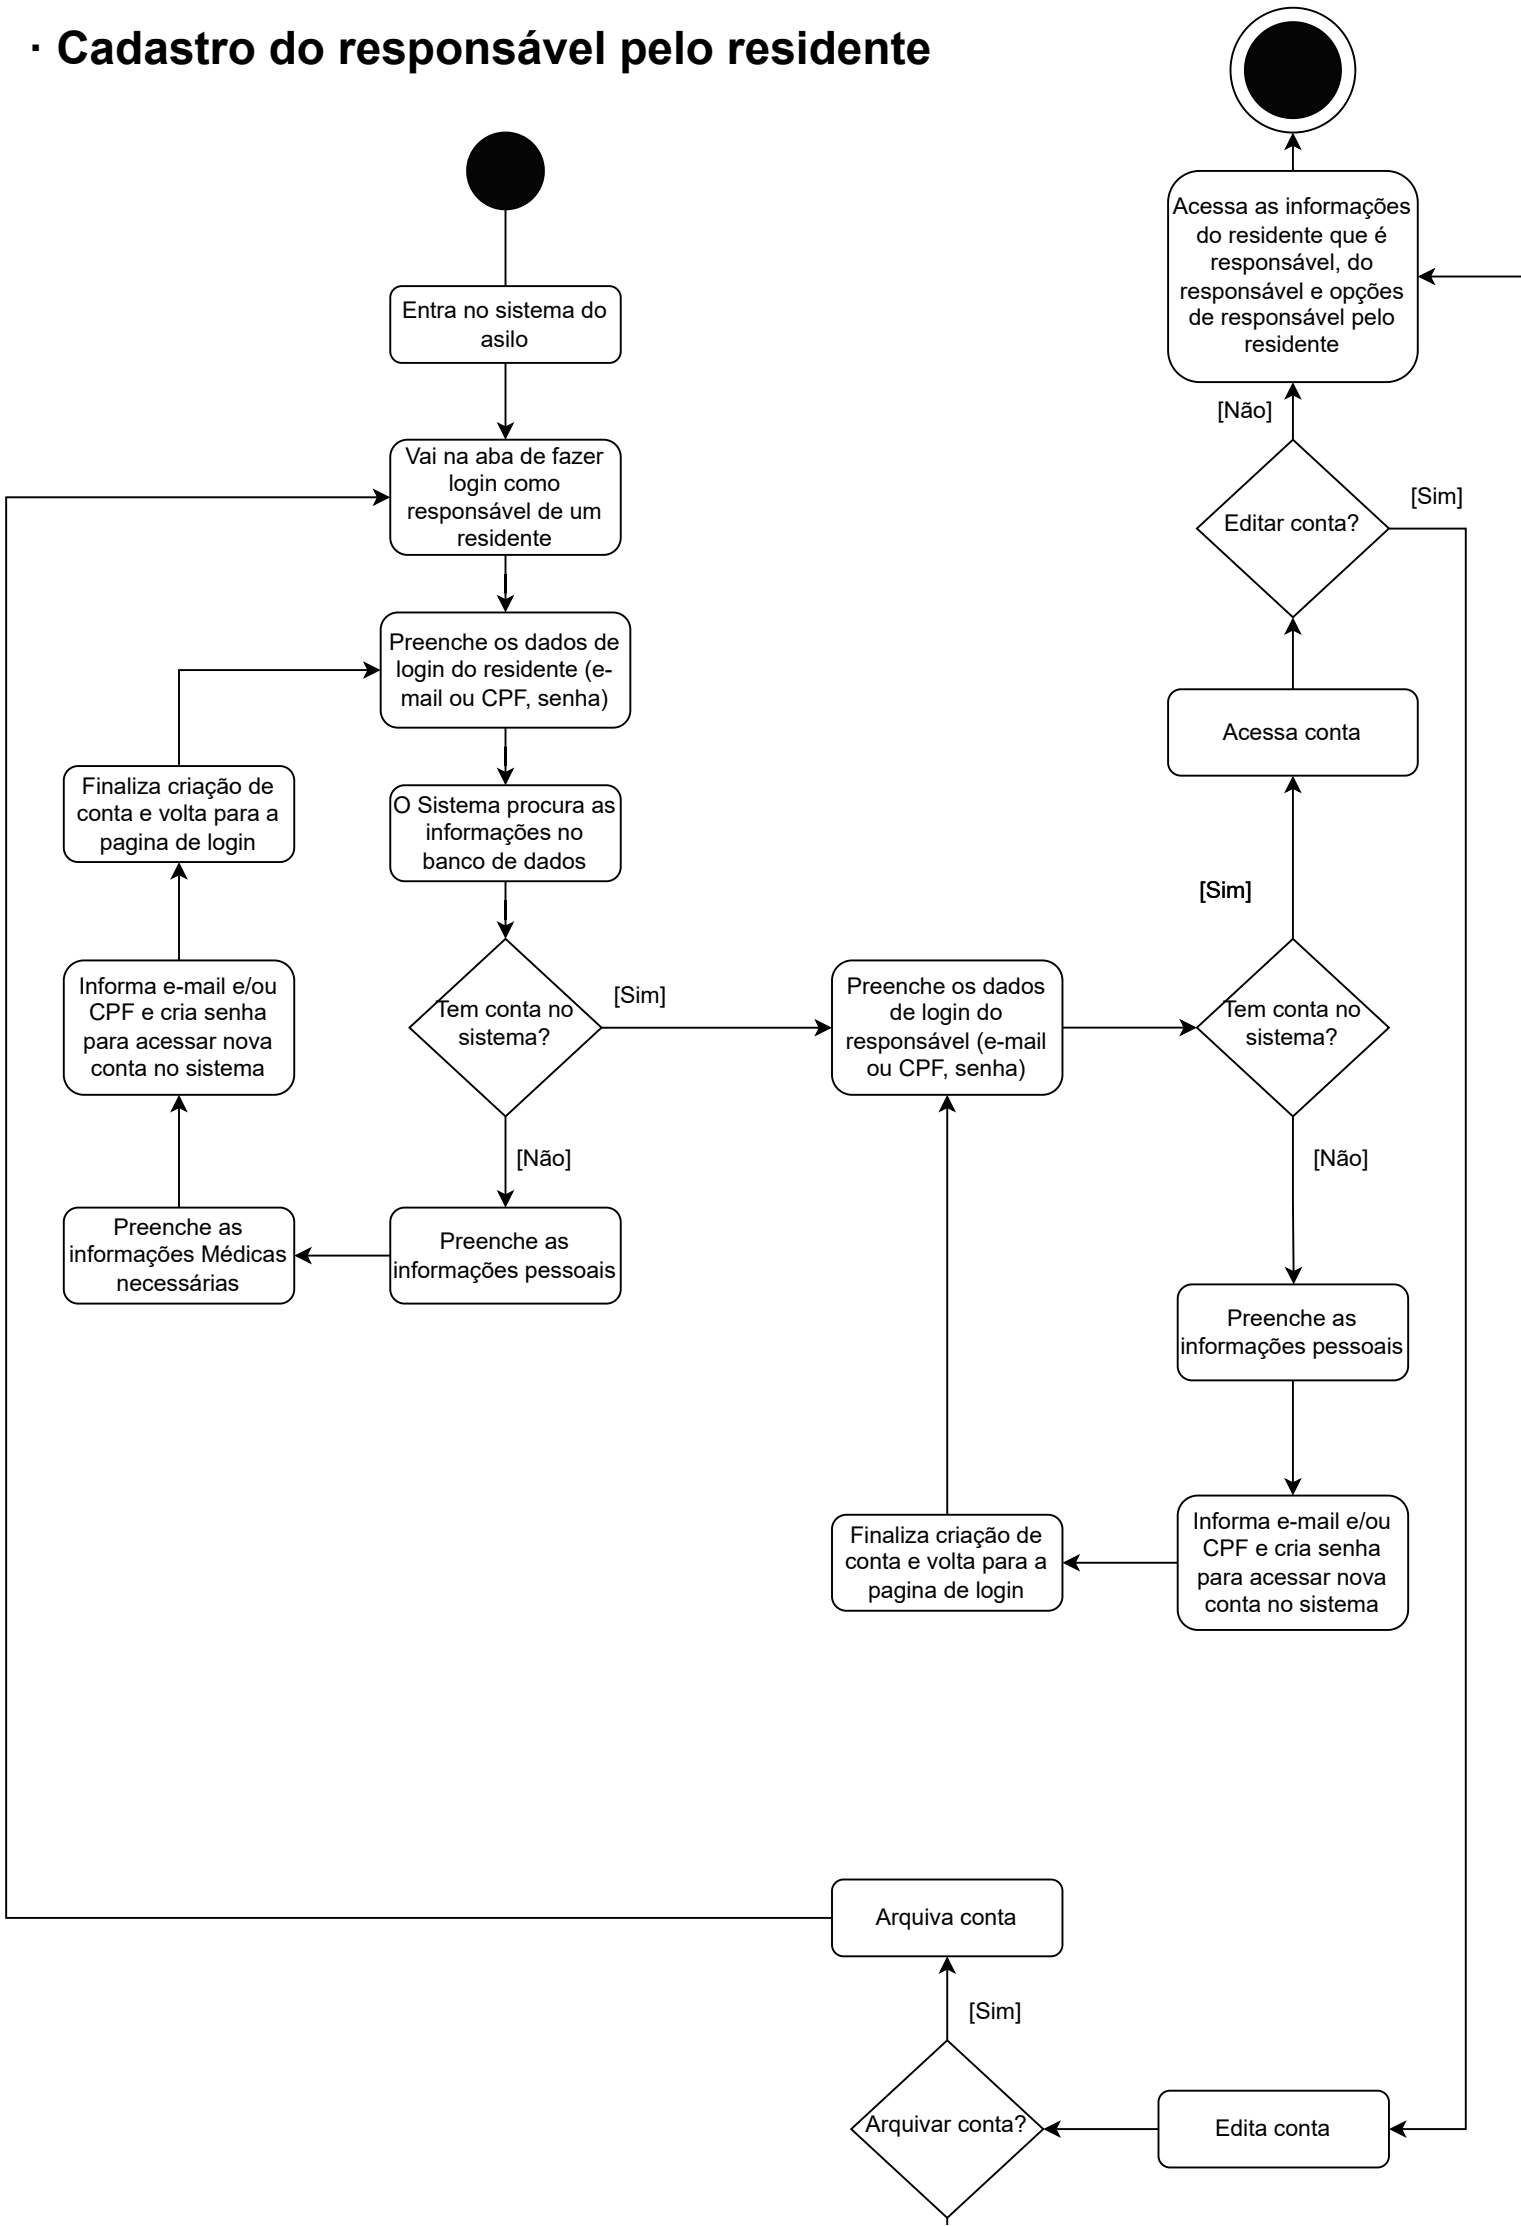 · Cadastro do responsável pelo residente
Entra no sistema do
asilo
Vai na aba de fazer
login como
responsável de um
residente
Preenche os dados de
login do residente (e-
mail ou CPF, senha)
O Sistema procura as
informações no
banco de dados
Tem conta no
sistema?
[Sim]
[Não]
Preenche as
informações pessoais
Preenche as
informações Médicas
necessárias
Informa e-mail e/ou
CPF e cria senha
para acessar nova
conta no sistema
Finaliza criação de
conta e volta para a
pagina de login
Preenche os dados
de login do
responsável (e-mail
ou CPF, senha)
Tem conta no
sistema?
[Sim]
[Não]
Preenche as
informações pessoais
Informa e-mail e/ou
CPF e cria senha
para acessar nova
conta no sistema
Finaliza criação de
conta e volta para a
pagina de login
Acessa conta
Editar conta?
[Não]
[Sim]
Acessa as informações
do residente que é
responsável, do
responsável e opções
de responsável pelo
residente
Edita conta
Arquivar conta?
[Sim]
Arquiva conta